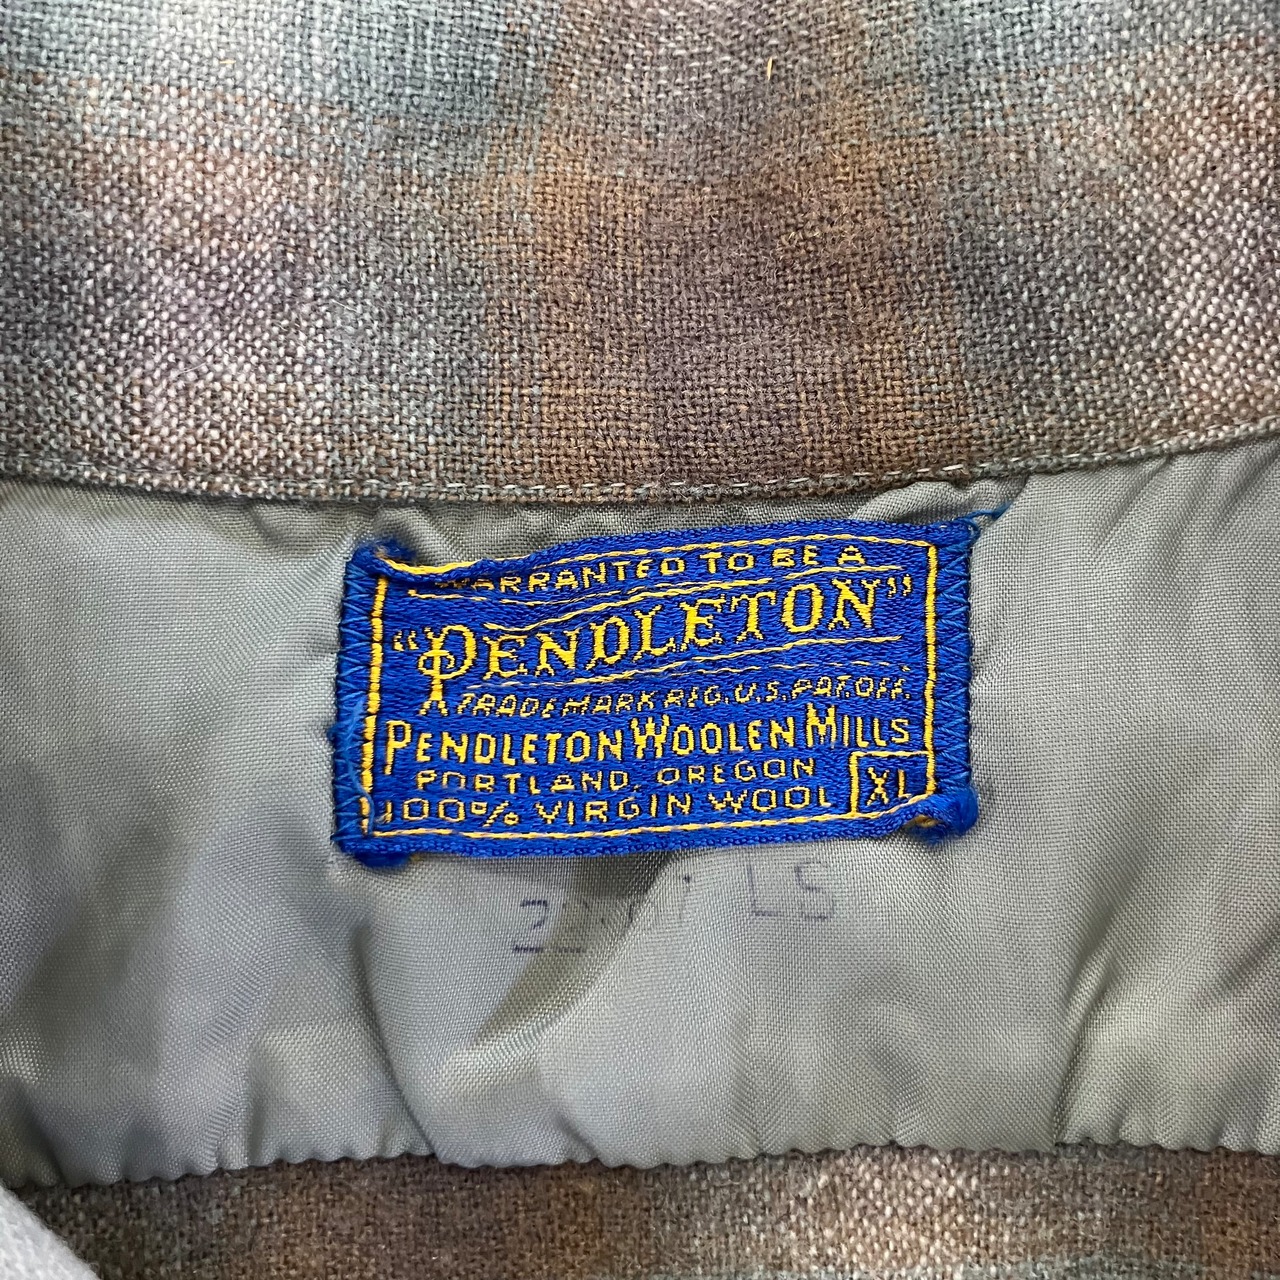 WARRANTED TO BE A
"PENDLETON"
TRADE MARK REG. U.S. PAT. OFF.
PENDLETON WOOLEN MILLS
PORTLAND, OREGON
100% VIRGIN WOOL XL
LS